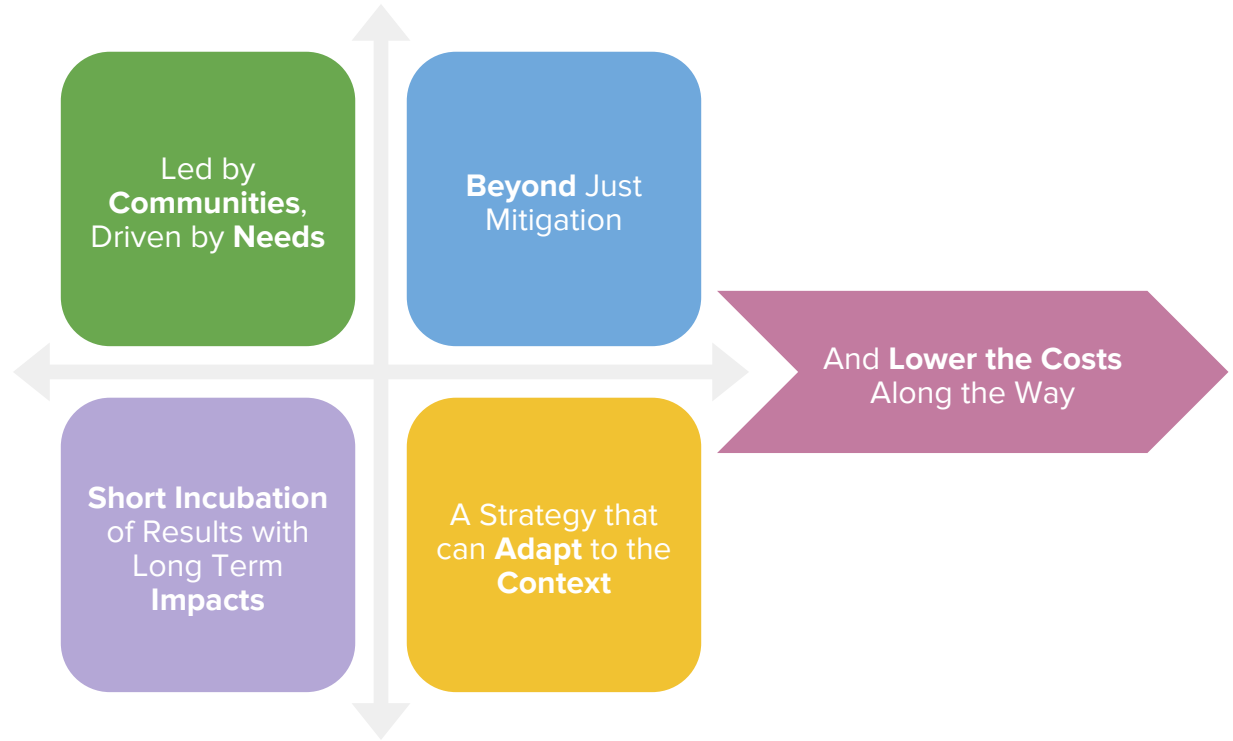 Led by
Communities,
Driven by Needs
Beyond Just
Mitigation
And Lower the Costs
Along the Way
Short Incubation
of Results with
Long Term
Impacts
A Strategy that
can Adapt to the
Context